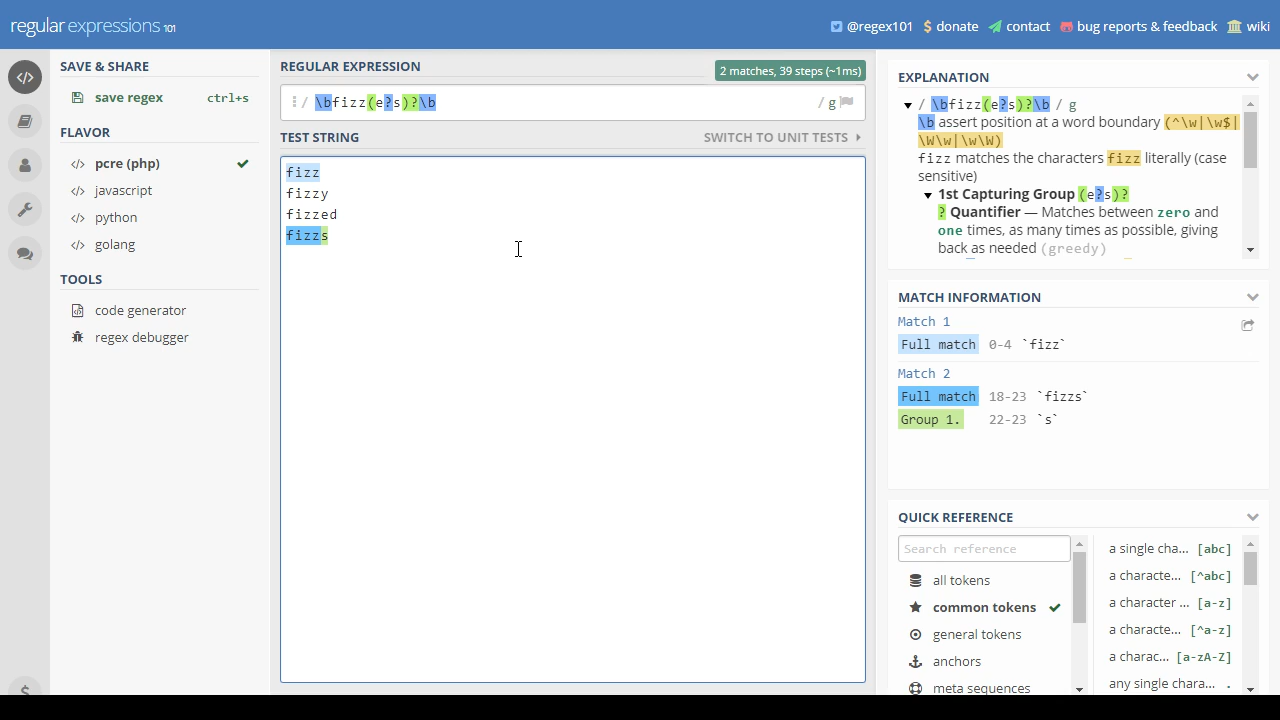 regular expressions 101
@regex101 $ donate contact bug reports & feedback wiki
SAVE & SHARE
save regex ctrl+s
FLAVOR
</> pcre (php)
</> javascript
</> python
</> golang
TOOLS
code generator
regex debugger
REGULAR EXPRESSION
2 matches, 39 steps (~1ms)
/ \bfizz(e?s)?\b / g
TEST STRING
SWITCH TO UNIT TESTS
fizz
fizzy
fizzed
fizzs
EXPLANATION
/ \bfizz(e?s)?\b / g
\b assert position at a word boundary (^\w|\w$|
\W\w|\w\W)
fizz matches the characters fizz literally (case
sensitive)
1st Capturing Group (e?s)?
? Quantifier — Matches between zero and
one times, as many times as possible, giving
back as needed (greedy)
MATCH INFORMATION
Match 1
Full match 0-4 `fizz`
Match 2
Full match 18-23 `fizzs`
Group 1. 22-23 `s`
QUICK REFERENCE
Search reference
all tokens
common tokens
general tokens
anchors
meta sequences
a single cha... [abc]
a characte... [^abc]
a character ... [a-z]
a characte... [^a-z]
a charac... [a-zA-Z]
any single chara... .